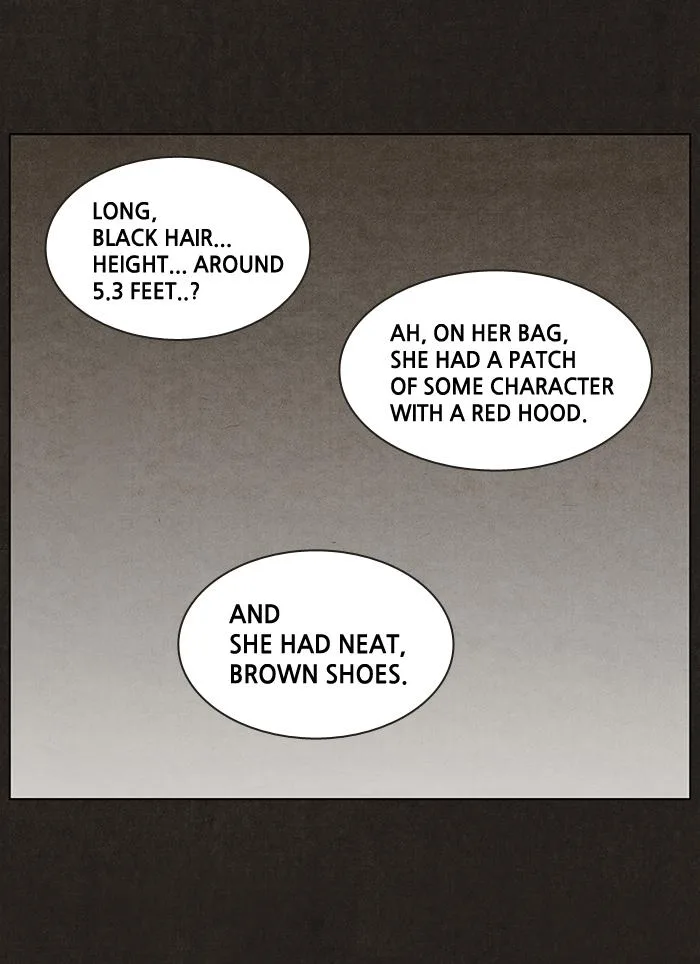 LONG,
BLACK HAIR...
HEIGHT... AROUND
5.3 FEET..?
AH, ON HER BAG,
SHE HAD A PATCH
OF SOME CHARACTER
WITH A RED HOOD.
AND
SHE HAD NEAT,
BROWN SHOES.